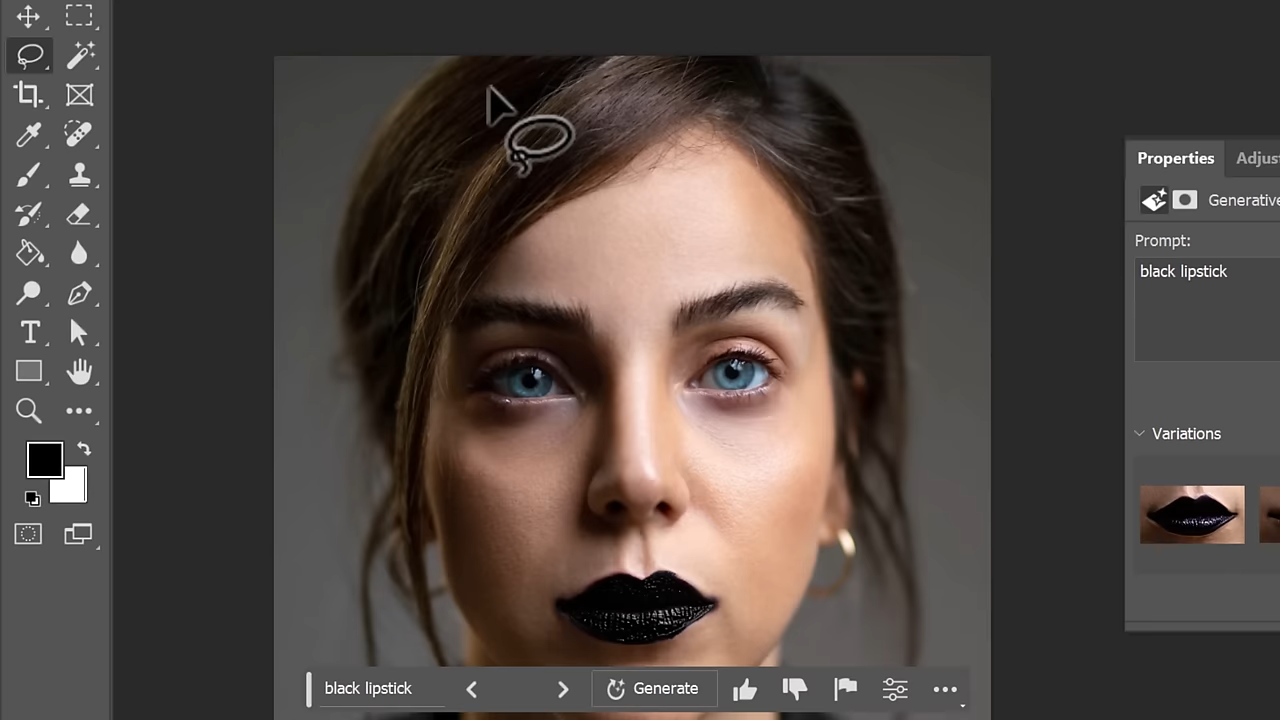 Properties
Adjus
Generative
Prompt:
black lipstick
Variations
black lipstick
Generate